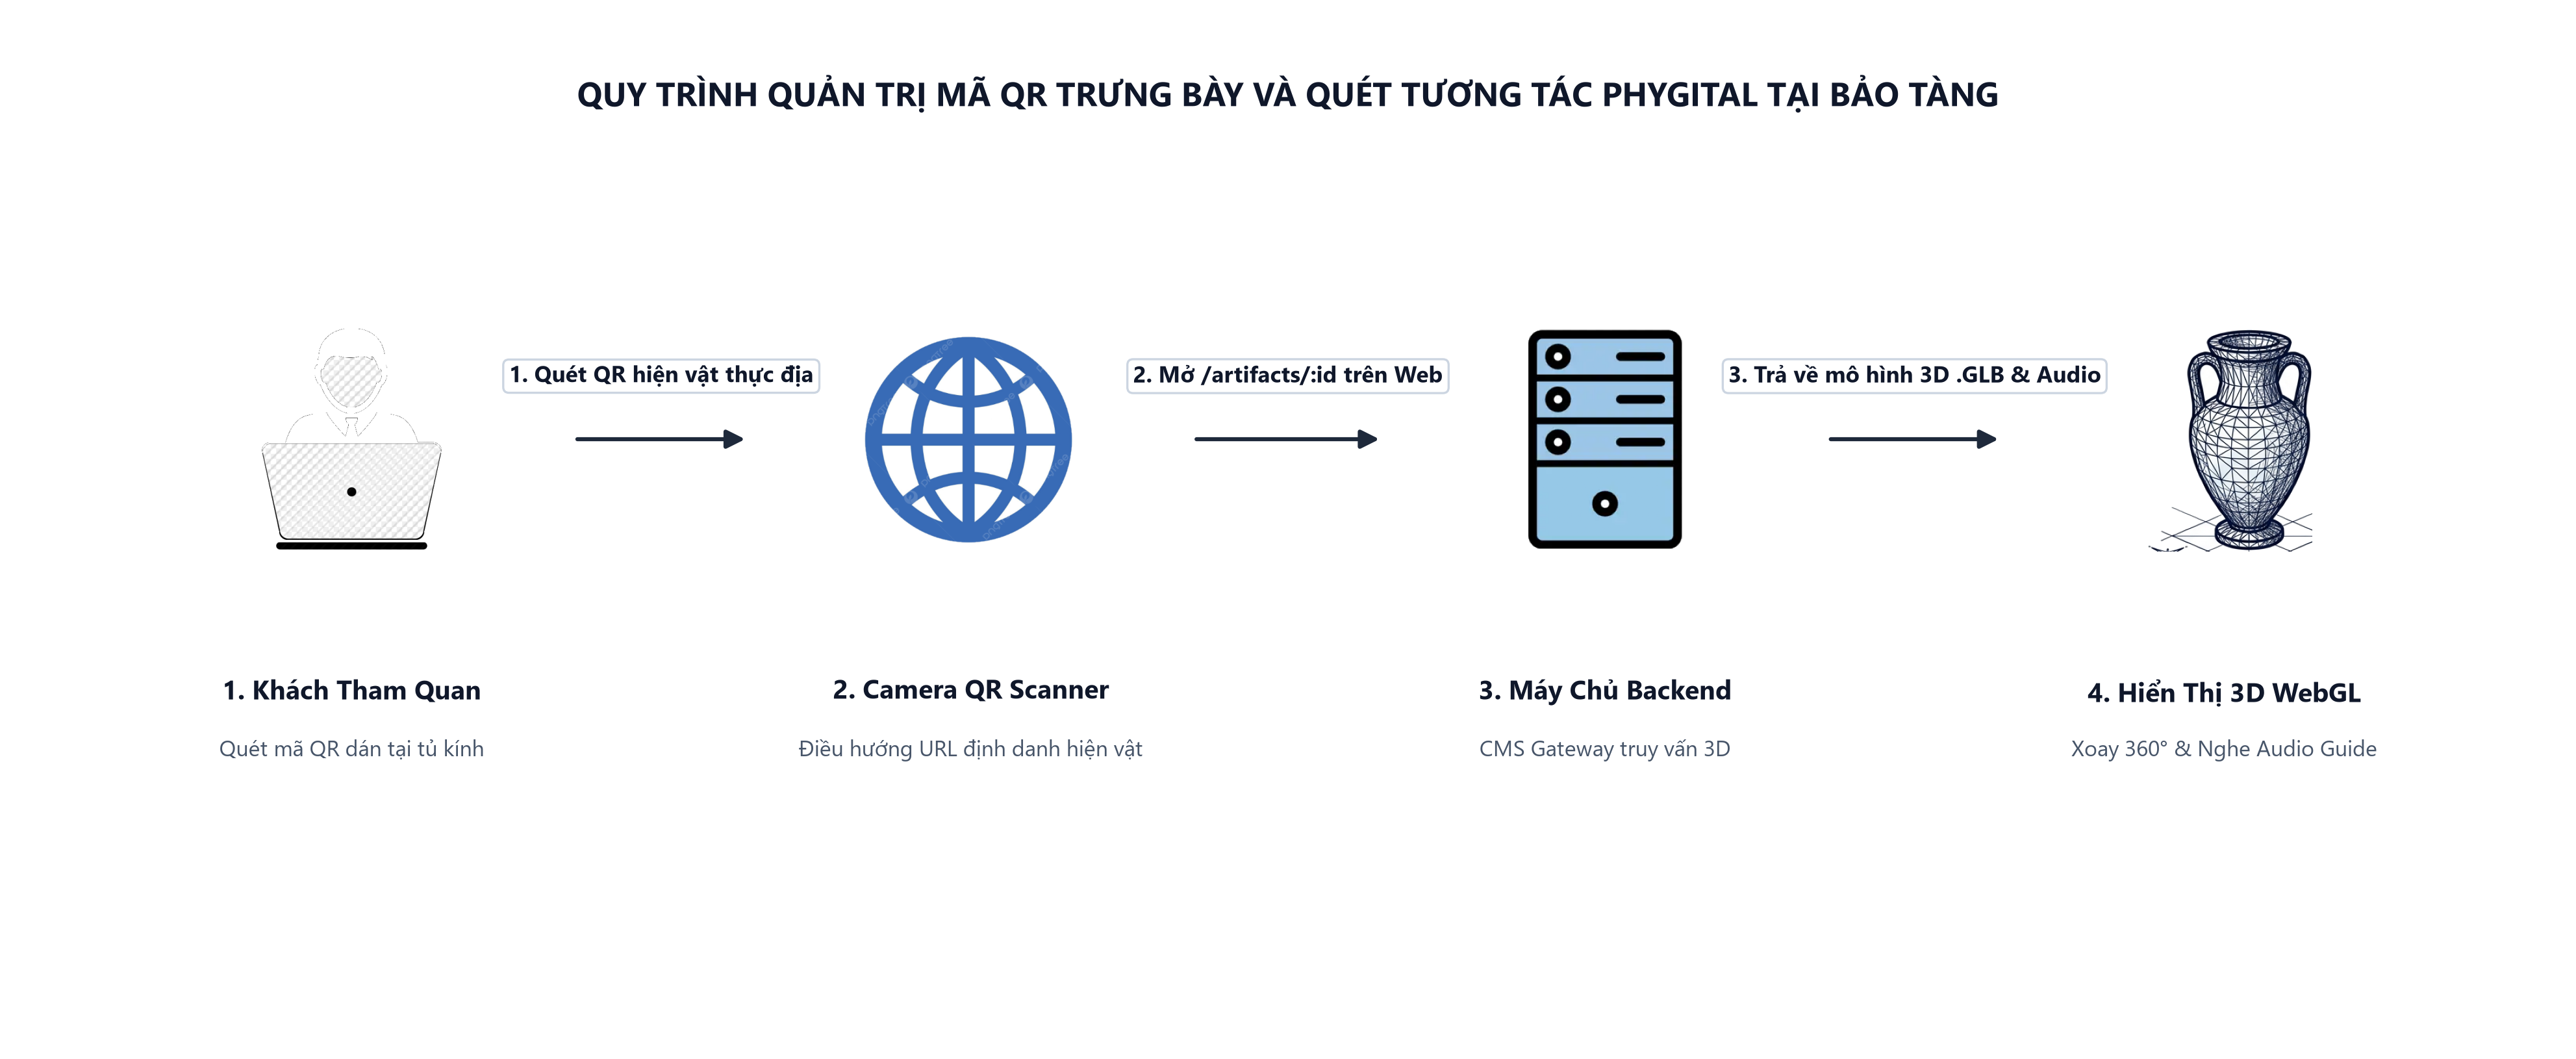 QUY TRÌNH QUẢN TRỊ MÃ QR TRƯNG BÀY VÀ QUÉT TƯƠNG TÁC PHYGITAL TẠI BẢO TÀNG
1. Quét QR hiện vật thực địa
2. Mở /artifacts/:id trên Web
3. Trả về mô hình 3D .GLB & Audio
1. Khách Tham Quan
2. Camera QR Scanner
3. Máy Chủ Backend
4. Hiển Thị 3D WebGL
Quét mã QR dán tại tủ kính
Điều hướng URL định danh hiện vật
CMS Gateway truy vấn 3D
Xoay 360° & Nghe Audio Guide